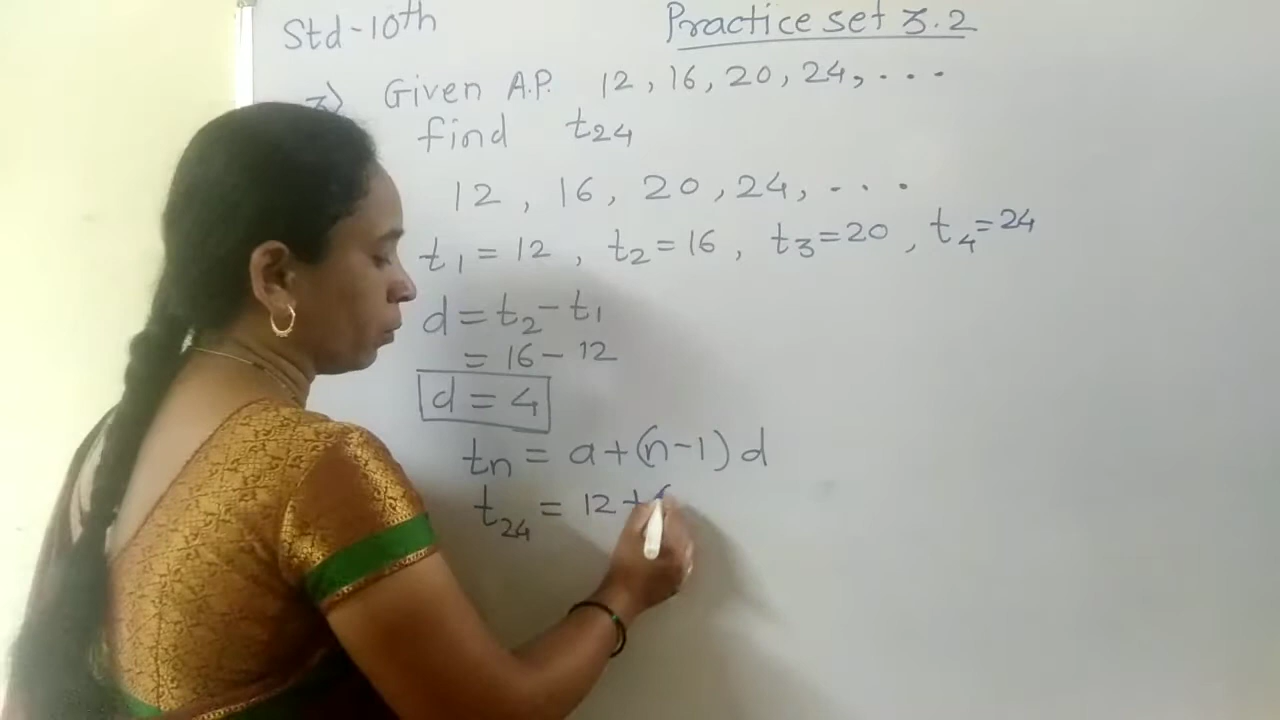 Std-10th
Practice set 3.2
3) Given A.P. 12, 16, 20, 24, ...
find t24
12, 16, 20, 24, ...
t1 = 12, t2 = 16, t3 = 20, t4 = 24
d = t2 - t1
= 16 - 12
d = 4
tn = a + (n-1) d
t24 = 12 + (